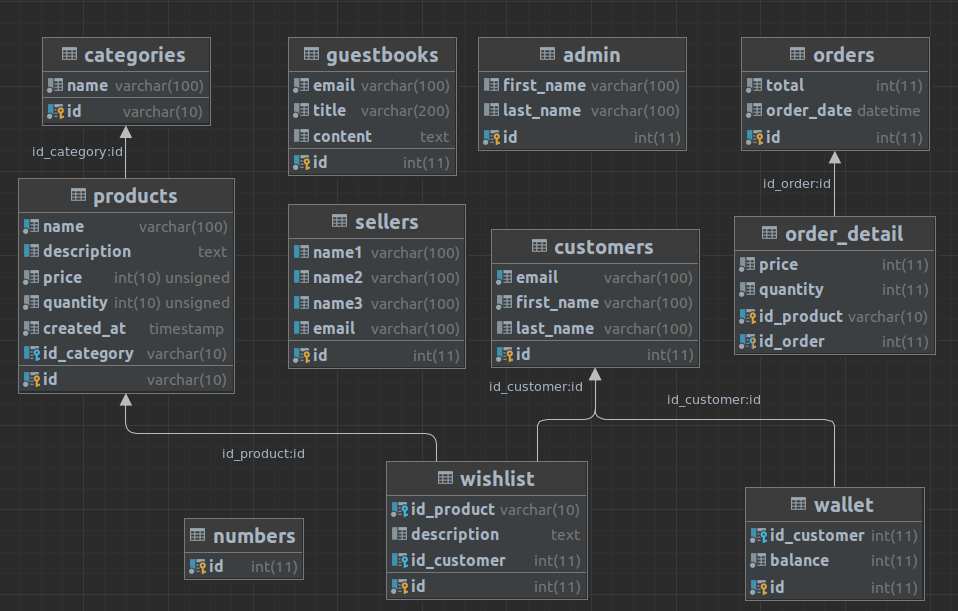 categories
name varchar(100)
id varchar(10)
guestbooks
email varchar(100)
title varchar(200)
content text
id int(11)
admin
first_name varchar(100)
last_name varchar(100)
id int(11)
orders
total int(11)
order_date datetime
id int(11)
id_category:id
id_order:id
products
name varchar(100)
description text
price int(10) unsigned
quantity int(10) unsigned
created_at timestamp
id_category varchar(10)
id varchar(10)
sellers
name1 varchar(100)
name2 varchar(100)
name3 varchar(100)
email varchar(100)
id int(11)
customers
email varchar(100)
first_name varchar(100)
last_name varchar(100)
id int(11)
order_detail
price int(11)
quantity int(11)
id_product varchar(10)
id_order int(11)
id_customer:id
id_customer:id
id_product:id
numbers
id int(11)
wishlist
id_product varchar(10)
description text
id_customer int(11)
id int(11)
wallet
id_customer int(11)
balance int(11)
id int(11)